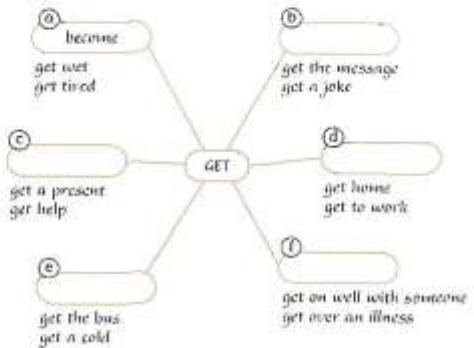 a
become
get wet
get tired
b
get the message
get a joke
c
get a present
get help
GET
d
get home
get to work
e
get the bus
get a cold
f
get on well with someone
get over an illness